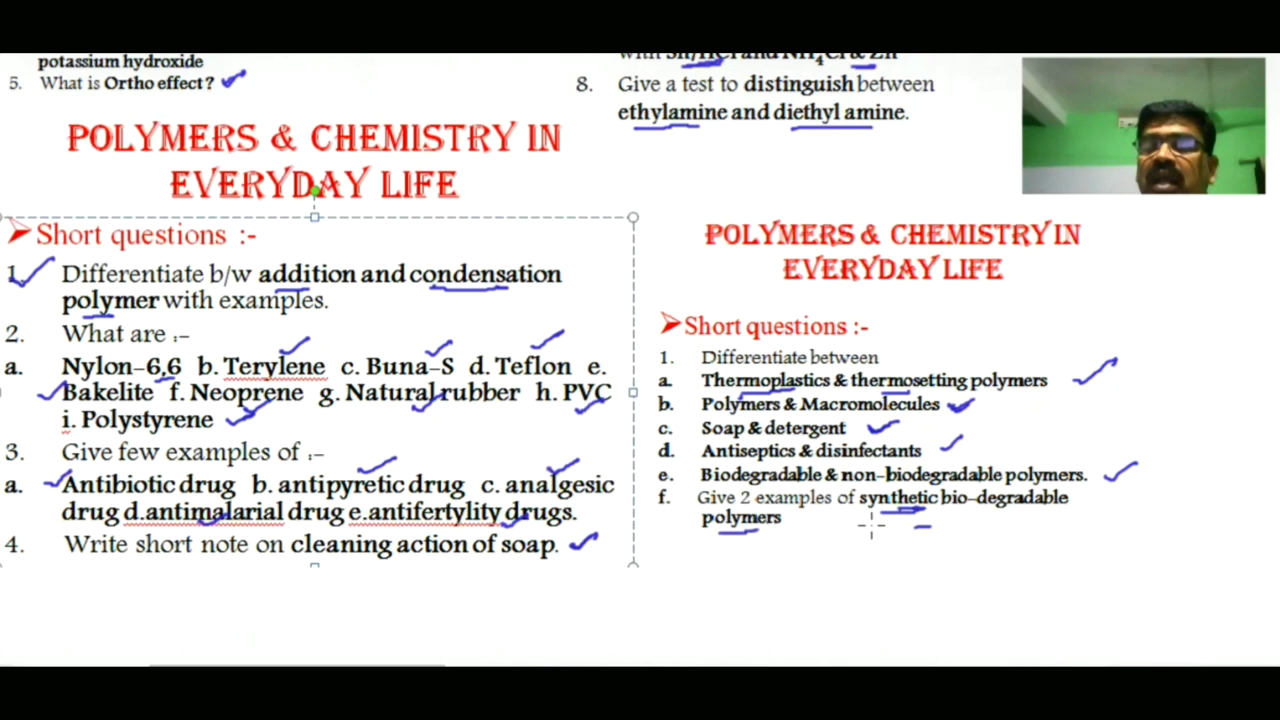 potassium hydroxide
5. What is Ortho effect?
8. Give a test to distinguish between
ethylamine and diethyl amine.
POLYMERS & CHEMISTRY IN
EVERYDAY LIFE
Short questions :-
1. Differentiate b/w addition and condensation
polymer with examples.
2. What are :-
a. Nylon-6,6 b. Terylene c. Buna-S d. Teflon e.
Bakelite f. Neoprene g. Natural rubber h. PVC
i. Polystyrene
3. Give few examples of :-
a. Antibiotic drug b. antipyretic drug c. analgesic
drug d.antimalarial drug e.antifertylity drugs.
4. Write short note on cleaning action of soap.
POLYMERS & CHEMISTRY IN
EVERYDAY LIFE
Short questions :-
1. Differentiate between
a. Thermoplastics & thermosetting polymers
b. Polymers & Macromolecules
c. Soap & detergent
d. Antiseptics & disinfectants
e. Biodegradable & non-biodegradable polymers.
f. Give 2 examples of synthetic bio-degradable
polymers